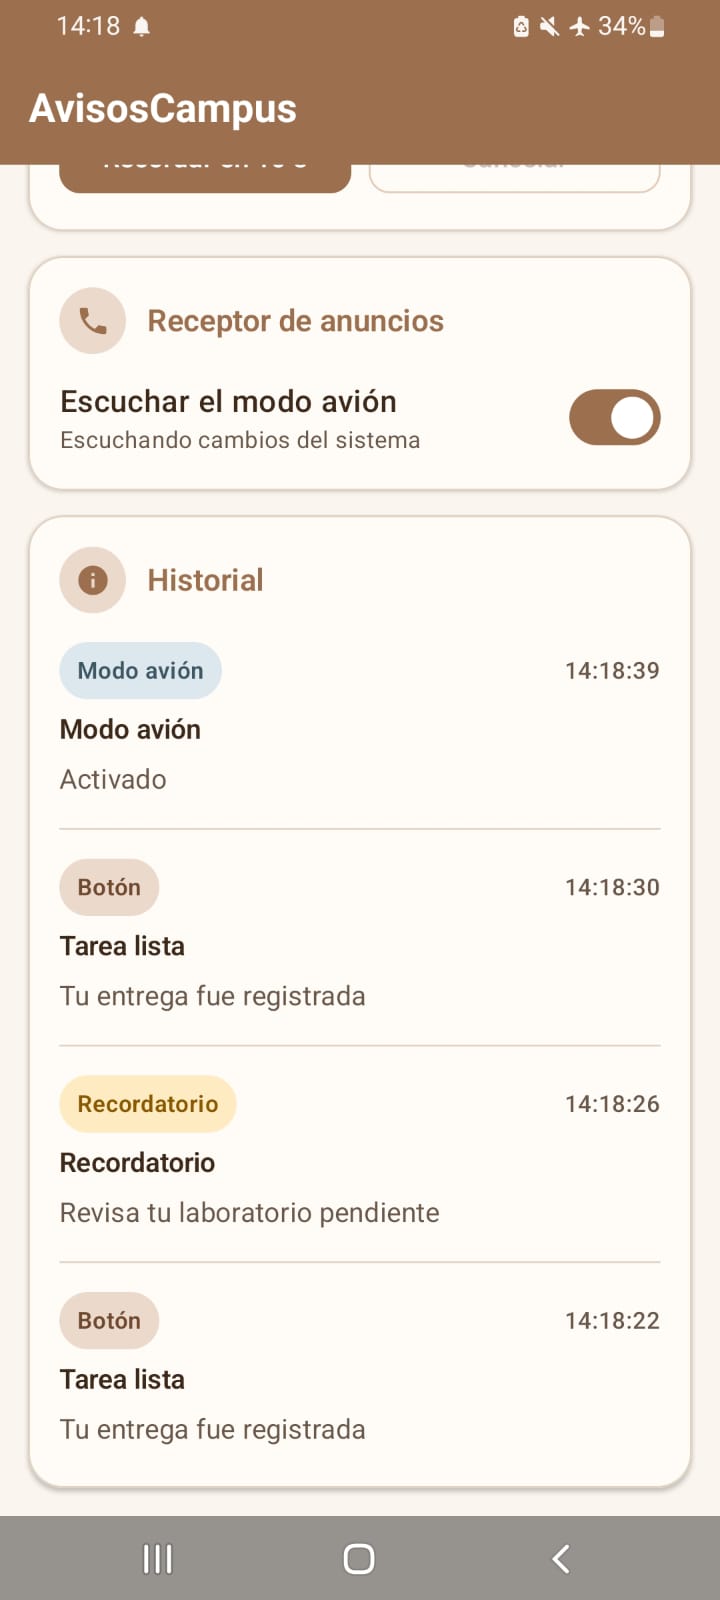 14:18
34%
AvisosCampus
Receptor de anuncios
Escuchar el modo avión
Escuchando cambios del sistema
Historial
Modo avión
14:18:39
Modo avión
Activado
Botón
14:18:30
Tarea lista
Tu entrega fue registrada
Recordatorio
14:18:26
Recordatorio
Revisa tu laboratorio pendiente
Botón
14:18:22
Tarea lista
Tu entrega fue registrada